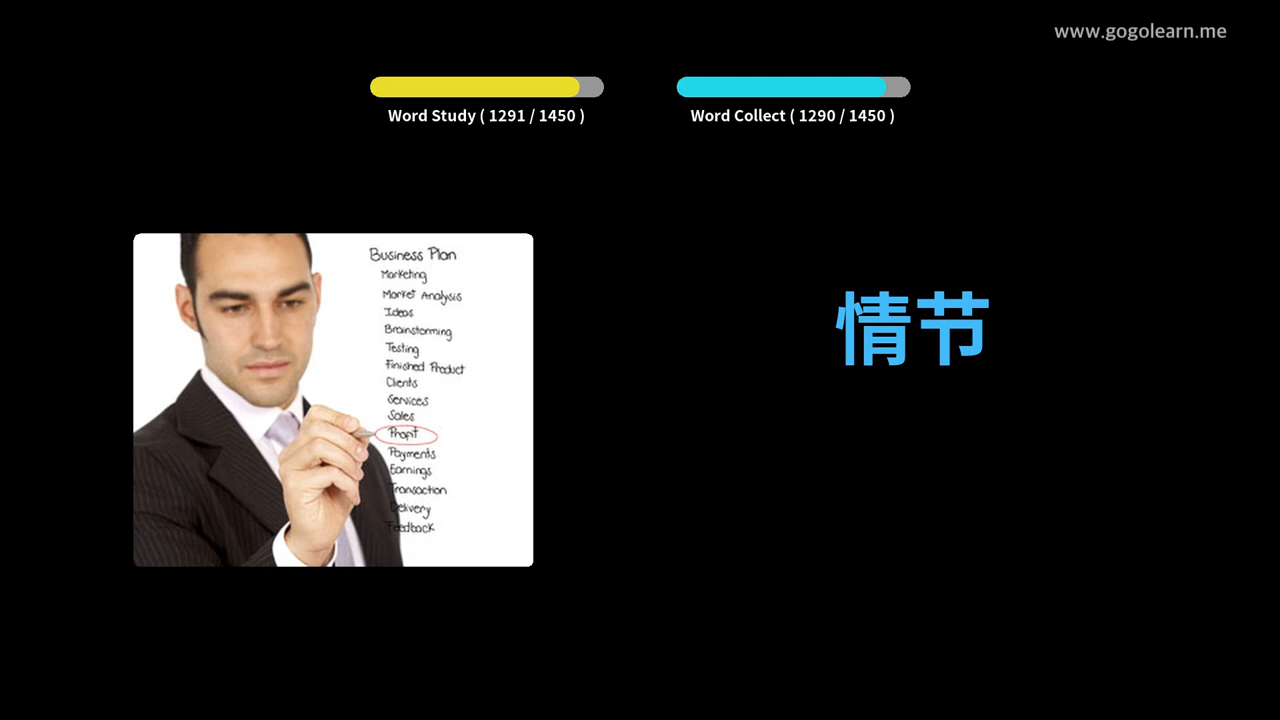 www.gogolearn.me
Word Study ( 1291 / 1450 )
Word Collect ( 1290 / 1450 )
Business Plan
Marketing
Market Analysis
Ideas
Brainstorming
Testing
Finished Product
Clients
Services
Sales
Profit
Payments
Earnings
Transaction
Delivery
Feedback
情节